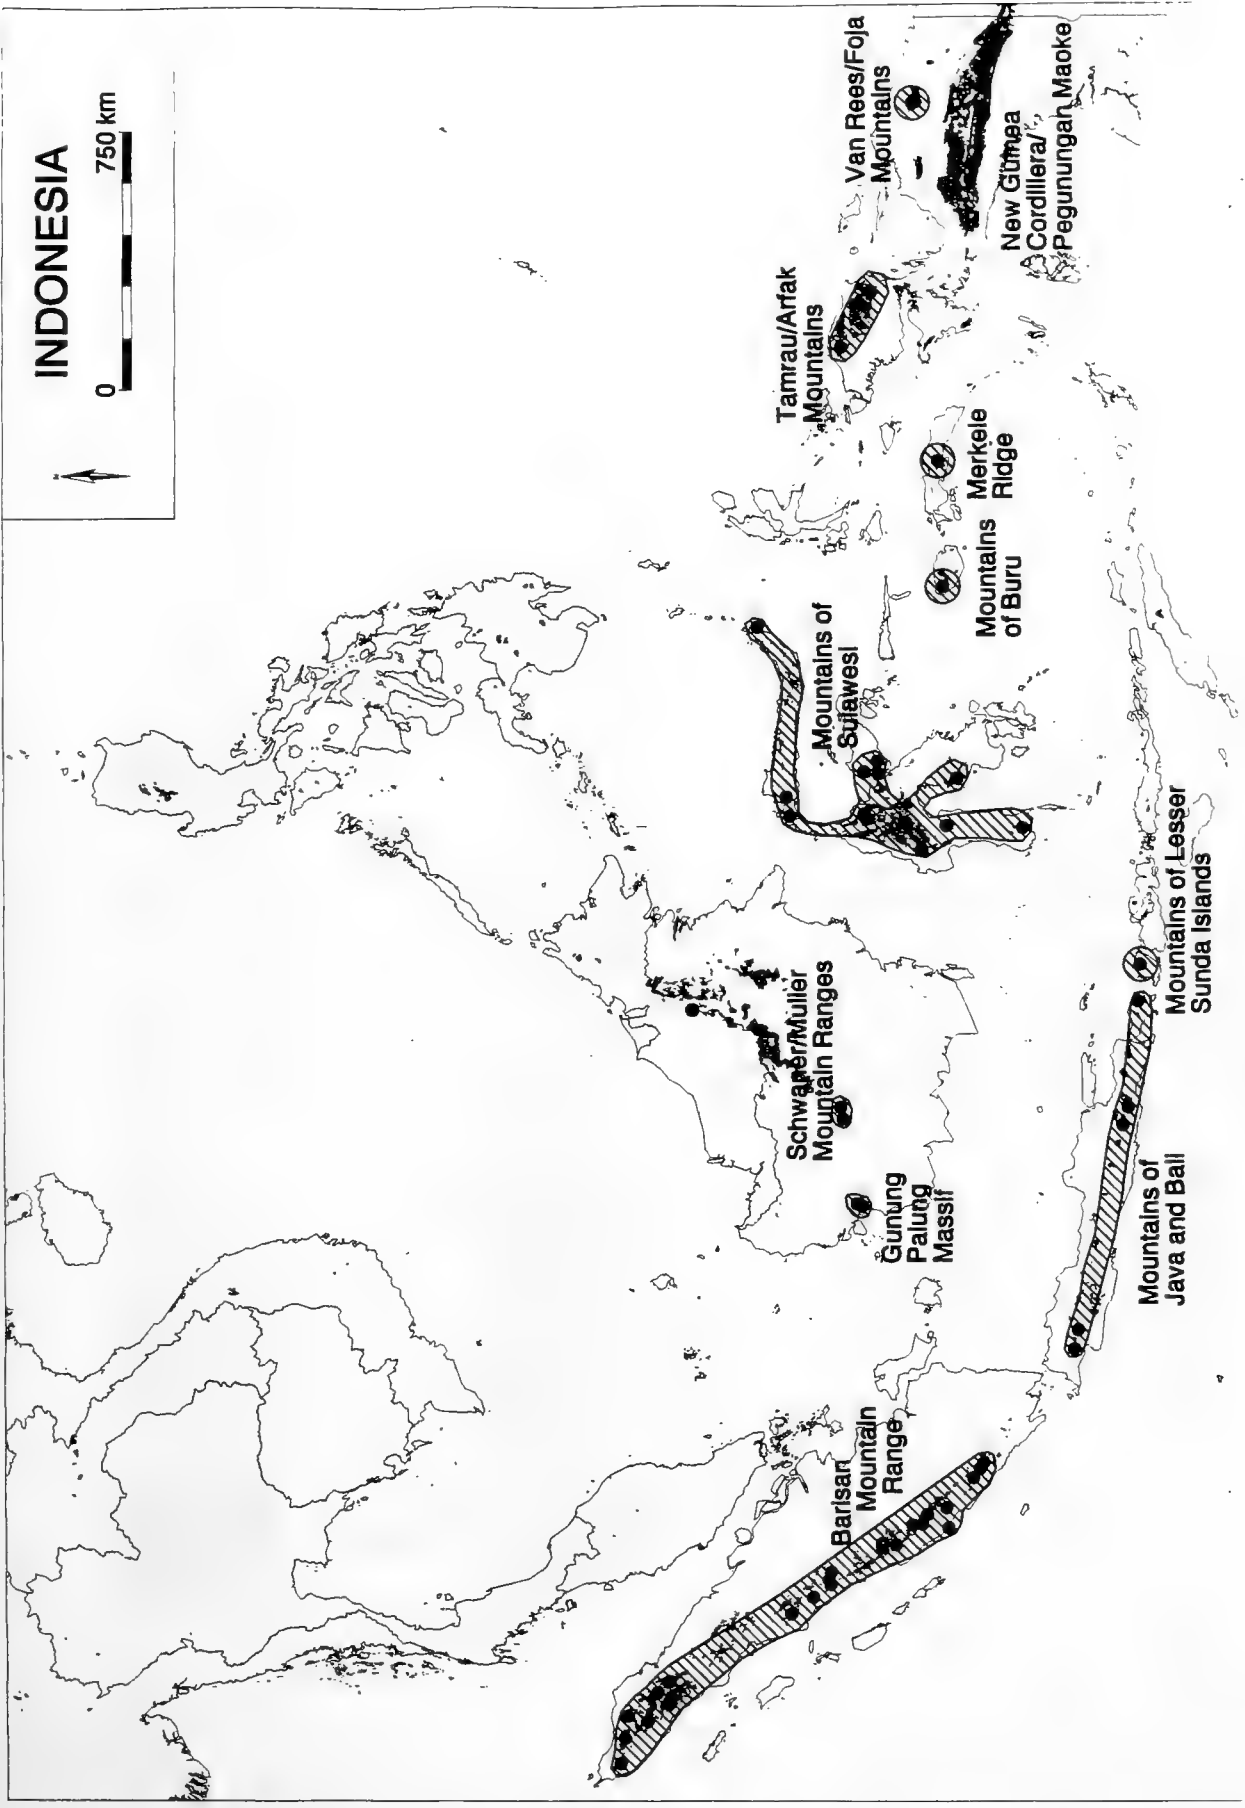 INDONESIA
0 750 km
Van Rees/Foja
Mountains
New Guinea
Cordillera/
Pegunungan Maoke
Tamrau/Arfak
Mountains
Merkele
Ridge
Mountains
of Buru
Mountains of
Sulawesi
Mountains of Lesser
Sunda Islands
Schwaner/Muller
Mountain Ranges
Gunung
Palung
Massif
Mountains of
Java and Bali
Barisan
Mountain
Range